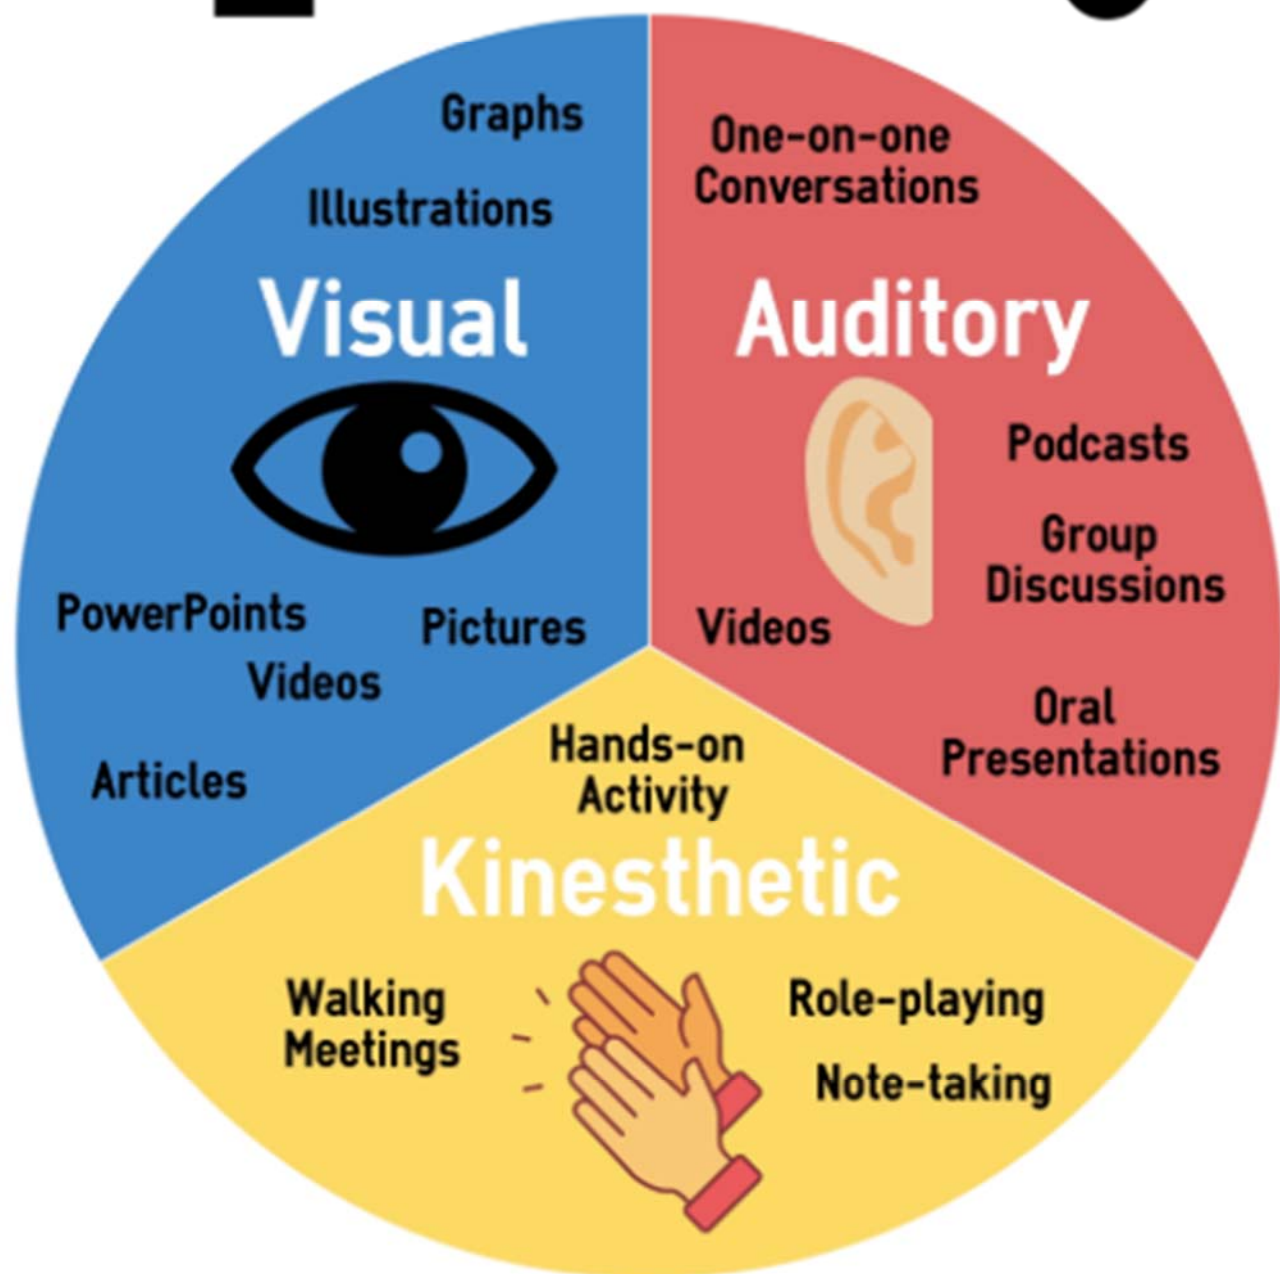 Graphs
Illustrations
Visual
PowerPoints
Pictures
Videos
Articles
One-on-one
Conversations
Auditory
Podcasts
Group
Discussions
Videos
Oral
Presentations
Hands-on
Activity
Kinesthetic
Walking
Meetings
Role-playing
Note-taking